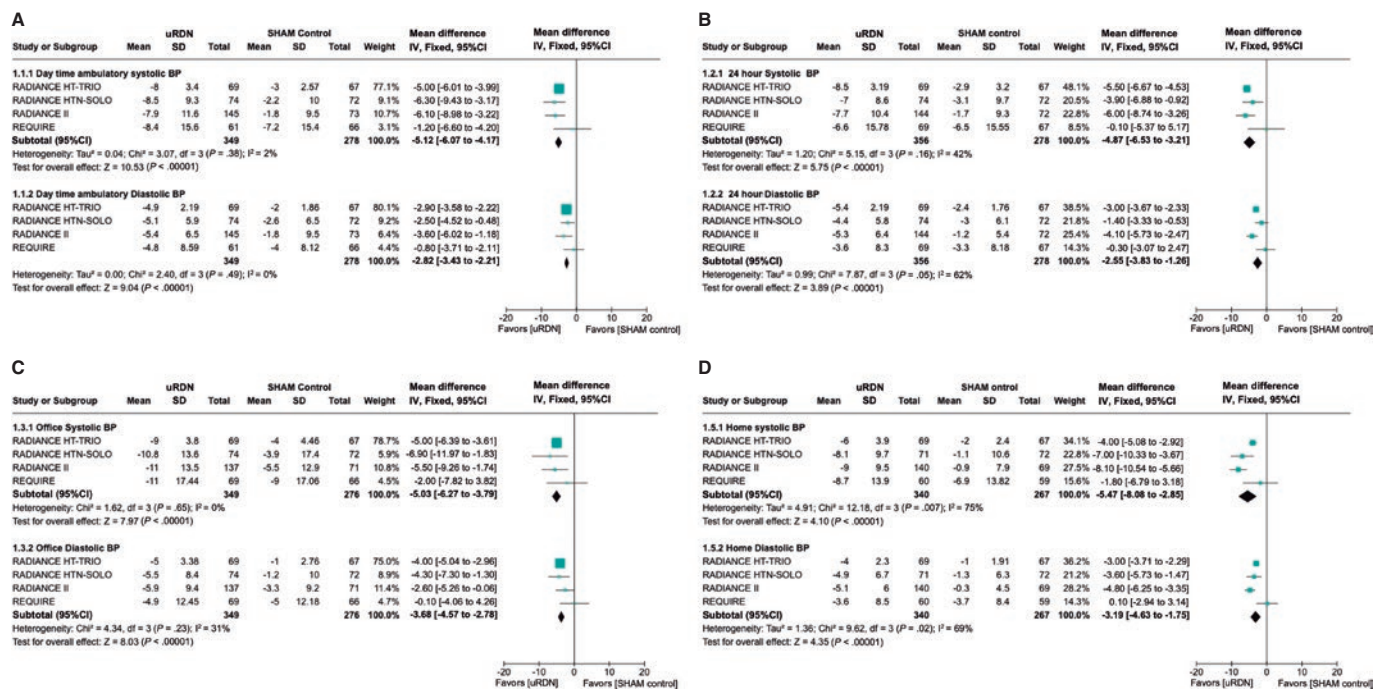 A
uRDN SHAM Control Mean difference Mean difference
Study or Subgroup Mean SD Total Mean SD Total Weight IV, Fixed, 95%CI IV, Fixed, 95%CI
1.1.1 Day time ambulatory systolic BP
RADIANCE HT-TRIO -8 3.4 69 -3 2.57 67 77.1% -5.00 [-6.01 to -3.99]
RADIANCE HTN-SOLO -8.5 9.3 74 -2.2 10 72 9.1% -6.30 [-9.43 to -3.17]
RADIANCE II -7.9 11.6 145 -1.8 9.5 73 9.1% -6.10 [-8.98 to -3.22]
REQUIRE -8.4 15.6 61 -7.2 15.4 66 3.1% -1.20 [-6.60 to -4.20]
Subtotal (95%CI) 349 278 100.0% -5.12 [-6.07 to -4.17]
Heterogeneity: Tau² = 0.04; Chi² = 3.07, df = 3 (P = .38); I² = 2%
Test for overall effect: Z = 10.53 (P < .00001)
1.1.2 Day time ambulatory Diastolic BP
RADIANCE HT-TRIO -4.9 2.19 69 -2 1.86 67 80.1% -2.90 [-3.58 to -2.22]
RADIANCE HTN-SOLO -5.1 5.9 74 -2.6 6.5 72 9.2% -2.50 [-4.52 to -0.48]
RADIANCE II -5.4 6.5 145 -1.8 9.5 73 9.2% -3.60 [-6.02 to -1.18]
REQUIRE -4.8 8.59 61 -4 8.12 66 4.4% -0.80 [-3.71 to -2.11]
349 278 100.0% -2.82 [-3.43 to -2.21]
Heterogeneity: Tau² = 0.00; Chi² = 2.40, df = 3 (P = .49); I² = 0%
Test for overall effect: Z = 9.04 (P < .00001)
-20 -10 0 10 20
Favors [uRDN] Favors [SHAM control]
B
uRDN SHAM control Mean difference Mean difference
Study or Subgroup Mean SD Total Mean SD Total Weight IV, Fixed, 95%CI IV, Fixed, 95%CI
1.2.1 24 hour Systolic BP
RADIANCE HT-TRIO -8.5 3.19 69 -2.9 3.2 67 48.1% -5.50 [-6.67 to -4.53]
RADIANCE HTN-SOLO -7 8.6 74 -3.1 9.7 72 20.5% -3.90 [-6.88 to -0.92]
RADIANCE II -7.7 10.4 144 -1.7 9.3 72 22.8% -6.00 [-8.74 to -3.26]
REQUIRE -6.6 15.78 69 -6.5 15.55 67 8.5% -0.10 [-5.37 to 5.17]
Subtotal (95%CI) 356 278 100.0% -4.87 [-6.53 to -3.21]
Heterogeneity: Tau² = 1.20; Chi² = 5.15, df = 3 (P = .16); I² = 42%
Test for overall effect: Z = 5.75 (P < .00001)
1.2.2 24 hour Diastolic BP
RADIANCE HT-TRIO -5.4 2.19 69 -2.4 1.76 67 38.5% -3.00 [-3.67 to -2.33]
RADIANCE HTN-SOLO -4.4 5.8 74 -3 6.1 72 21.8% -1.40 [-3.33 to -0.53]
RADIANCE II -5.3 6.4 144 -1.2 5.4 72 25.4% -4.10 [-5.73 to -2.47]
REQUIRE -3.6 8.3 69 -3.3 8.18 67 14.3% -0.30 [-3.07 to 2.47]
Subtotal (95%CI) 356 278 100.0% -2.55 [-3.83 to -1.26]
Heterogeneity: Tau² = 0.99; Chi² = 7.87, df = 3 (P = .05); I² = 62%
Test for overall effect: Z = 3.89 (P < .00001)
-20 -10 0 10 20
Favors [uRDN] Favors [SHAM control]
C
uRDN SHAM Control Mean difference Mean difference
Study or Subgroup Mean SD Total Mean SD Total Weight IV, Fixed, 95%CI IV, Fixed, 95%CI
1.3.1 Office Systolic BP
RADIANCE HT-TRIO -9 3.8 69 -4 4.46 67 78.7% -5.00 [-6.39 to -3.61]
RADIANCE HTN-SOLO -10.8 13.6 74 -3.9 17.4 72 5.9% -6.90 [-11.97 to -1.83]
RADIANCE II -11 13.5 137 -5.5 12.9 71 10.8% -5.50 [-9.26 to -1.74]
REQUIRE -11 17.44 69 -9 17.06 66 4.5% -2.00 [-7.82 to 3.82]
Subtotal (95%CI) 349 276 100.0% -5.03 [-6.27 to -3.79]
Heterogeneity: Chi² = 1.62, df = 3 (P = .65); I² = 0%
Test for overall effect: Z = 7.97 (P < .00001)
1.3.2 Office Diastolic BP
RADIANCE HT-TRIO -5 3.38 69 -1 2.76 67 75.0% -4.00 [-5.04 to -2.96]
RADIANCE HTN-SOLO -5.5 8.4 74 -1.2 10 72 8.9% -4.30 [-7.30 to -1.30]
RADIANCE II -5.9 9.4 137 -3.3 9.2 71 11.4% -2.60 [-5.26 to -0.06]
REQUIRE -4.9 12.45 69 -5 12.18 66 4.7% -0.10 [-4.06 to 4.26]
Subtotal (95%CI) 349 276 100.0% -3.68 [-4.57 to -2.78]
Heterogeneity: Chi² = 4.34, df = 3 (P = .23); I² = 31%
Test for overall effect: Z = 8.03 (P < .00001)
-20 -10 0 10 20
Favors [uRDN] Favors [SHAM control]
D
uRDN SHAM ontrol Mean difference Mean difference
Study or Subgroup Mean SD Total Mean SD Total Weight IV, Fixed, 95%CI IV, Fixed, 95%CI
1.5.1 Home systolic BP
RADIANCE HT-TRIO -6 3.9 69 -2 2.4 67 34.1% -4.00 [-5.08 to -2.92]
RADIANCE HTN-SOLO -8.1 9.7 71 -1.1 10.6 72 22.8% -7.00 [-10.33 to -3.67]
RADIANCE II -9 9.5 140 -0.9 7.9 69 27.5% -8.10 [-10.54 to -5.66]
REQUIRE -8.7 13.9 60 -6.9 13.82 59 15.6% -1.80 [-6.79 to 3.18]
Subtotal (95%CI) 340 267 100.0% -5.47 [-8.08 to -2.85]
Heterogeneity: Tau² = 4.91; Chi² = 12.18, df = 3 (P = .007); I² = 75%
Test for overall effect: Z = 4.10 (P < .00001)
1.5.2 Home Diastolic BP
RADIANCE HT-TRIO -4 2.3 69 -1 1.91 67 36.2% -3.00 [-3.71 to -2.29]
RADIANCE HTN-SOLO -4.9 6.7 71 -1.3 6.3 72 21.2% -3.60 [-5.73 to -1.47]
RADIANCE II -5.1 6 140 -0.3 4.5 69 28.2% -4.80 [-6.25 to -3.35]
REQUIRE -3.6 8.5 60 -3.7 8.4 59 14.5% 0.10 [-2.94 to 3.14]
Subtotal (95%CI) 340 267 100.0% -3.19 [-4.63 to -1.75]
Heterogeneity: Tau² = 1.36; Chi² = 9.62, df = 3 (P = .02); I² = 69%
Test for overall effect: Z = 4.35 (P < .00001)
-20 -10 0 10 20
Favors [uRDN] Favors [SHAM control]